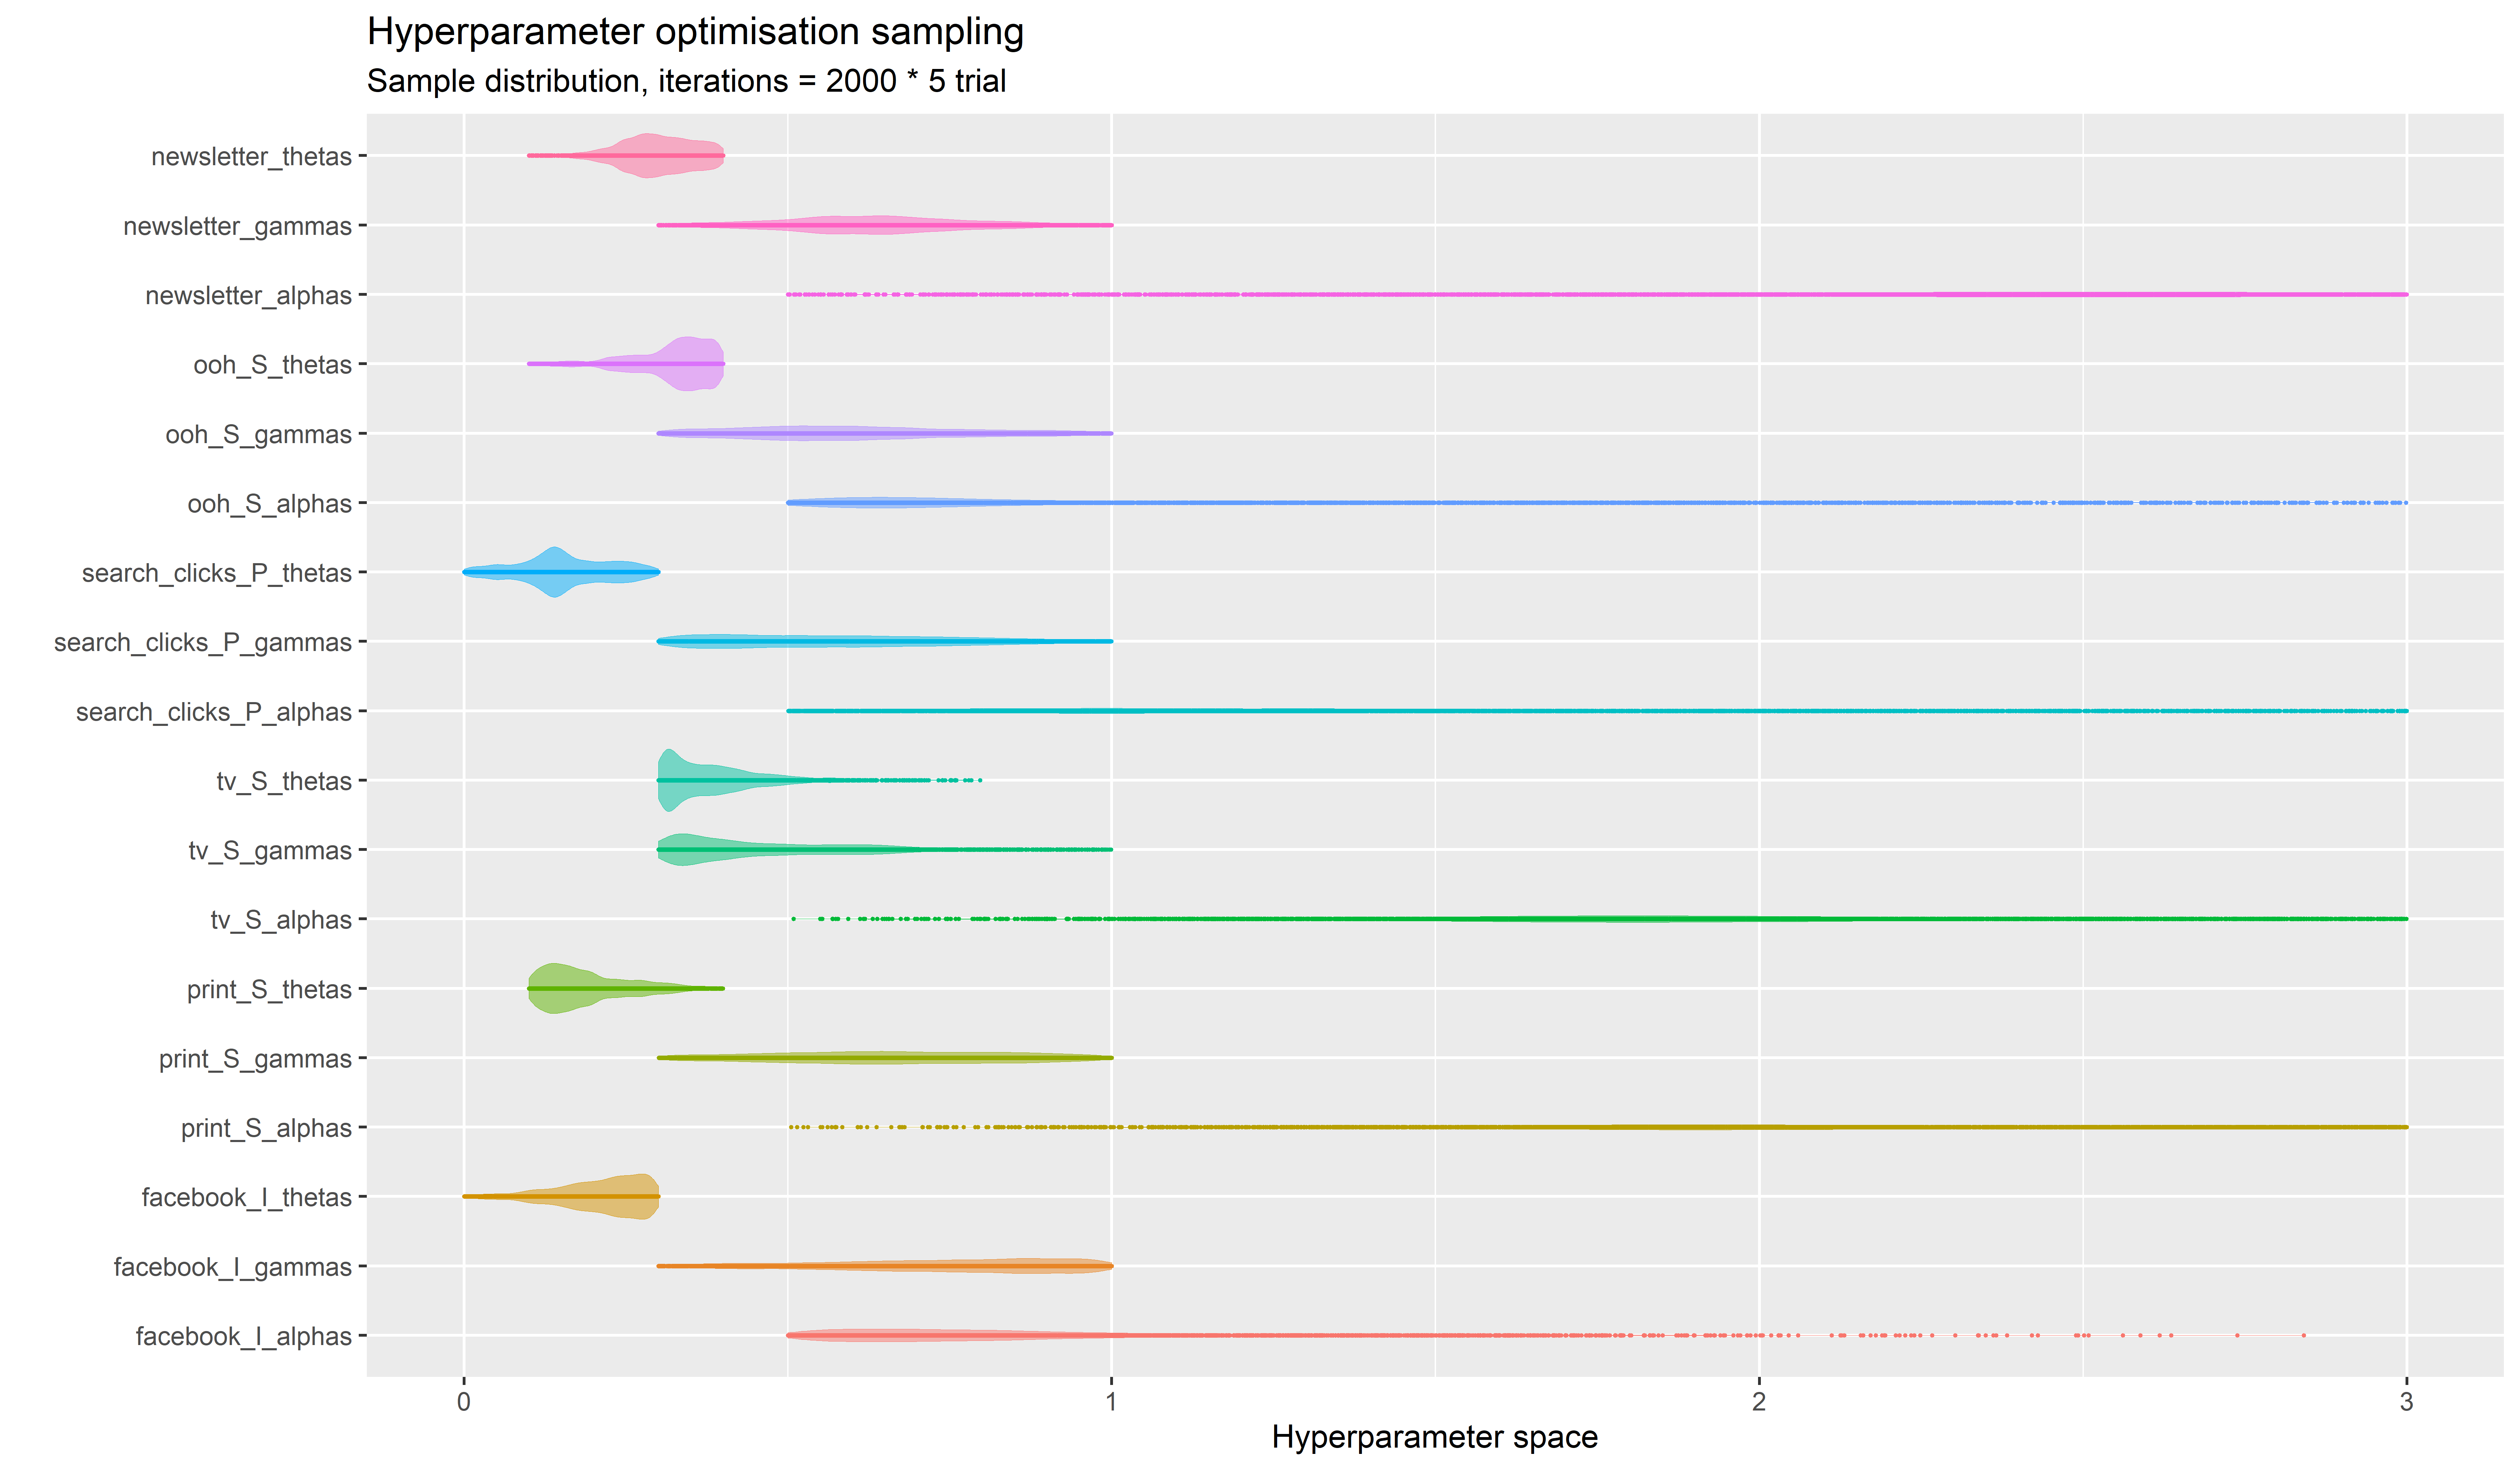 Hyperparameter optimisation sampling
Sample distribution, iterations = 2000 * 5 trial
newsletter_thetas
newsletter_gammas
newsletter_alphas
ooh_S_thetas
ooh_S_gammas
ooh_S_alphas
search_clicks_P_thetas
search_clicks_P_gammas
search_clicks_P_alphas
tv_S_thetas
tv_S_gammas
tv_S_alphas
print_S_thetas
print_S_gammas
print_S_alphas
facebook_I_thetas
facebook_I_gammas
facebook_I_alphas
0 1 2 3
Hyperparameter space